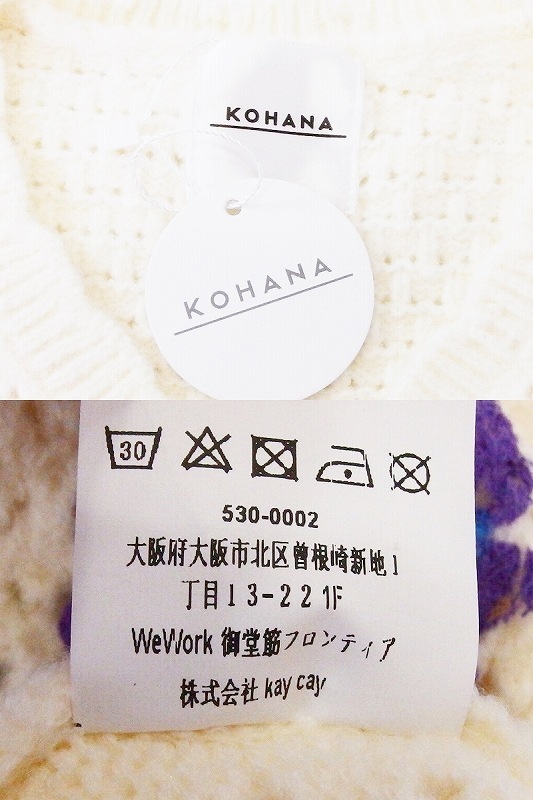 KOHANA
KOHANA
30
530-0002
大阪府大阪市北区曽根崎新地1
丁目13-22 1F
WeWork 御堂筋フロンティア
株式会社 kay cay